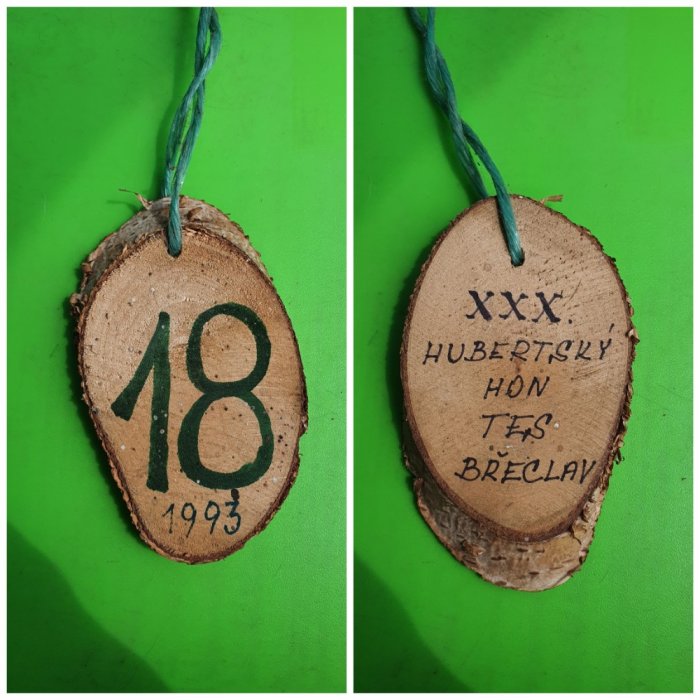 18
1993
XXX.
HUBERTSKÝ
HON
TES
BŘECLAV